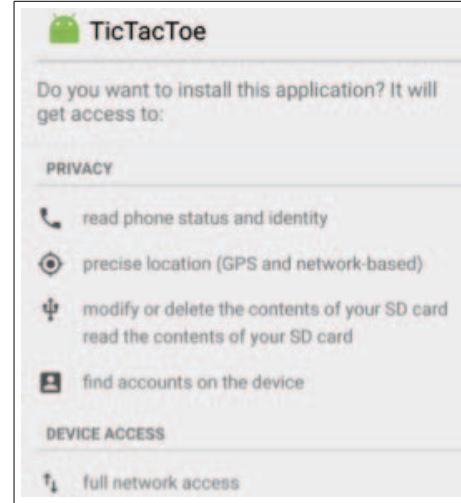 TicTacToe
Do you want to install this application? It will
get access to:
PRIVACY
read phone status and identity
precise location (GPS and network-based)
modify or delete the contents of your SD card
read the contents of your SD card
find accounts on the device
DEVICE ACCESS
full network access